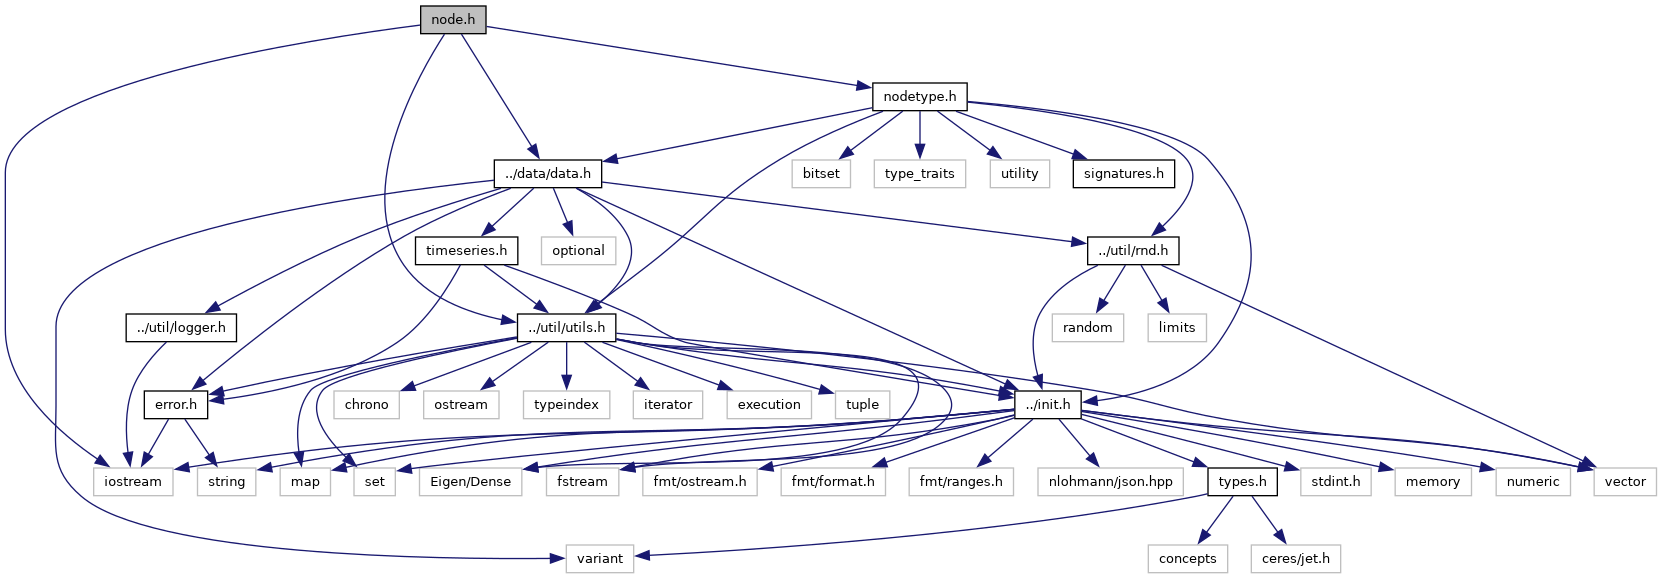 node.h
nodetype.h
../data/data.h
bitset
type_traits
utility
signatures.h
timeseries.h
optional
../util/rnd.h
../util/logger.h
../util/utils.h
random
limits
error.h
chrono
ostream
typeindex
iterator
execution
tuple
../init.h
iostream
string
map
set
Eigen/Dense
fstream
fmt/ostream.h
fmt/format.h
fmt/ranges.h
nlohmann/json.hpp
types.h
stdint.h
memory
numeric
vector
variant
concepts
ceres/jet.h